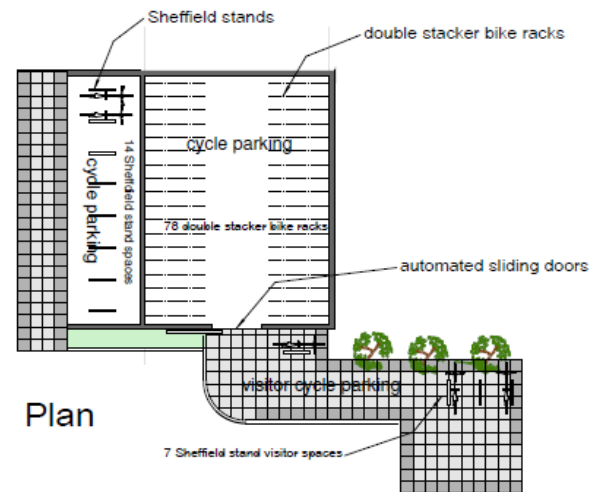 Sheffield stands
double stacker bike racks
cycle parking
14 Sheffdield stand spaces
cycle parking
78 double stacker bike racks
automated sliding doors
visitor cycle parking
Plan
7 Sheffield stand visitor spaces